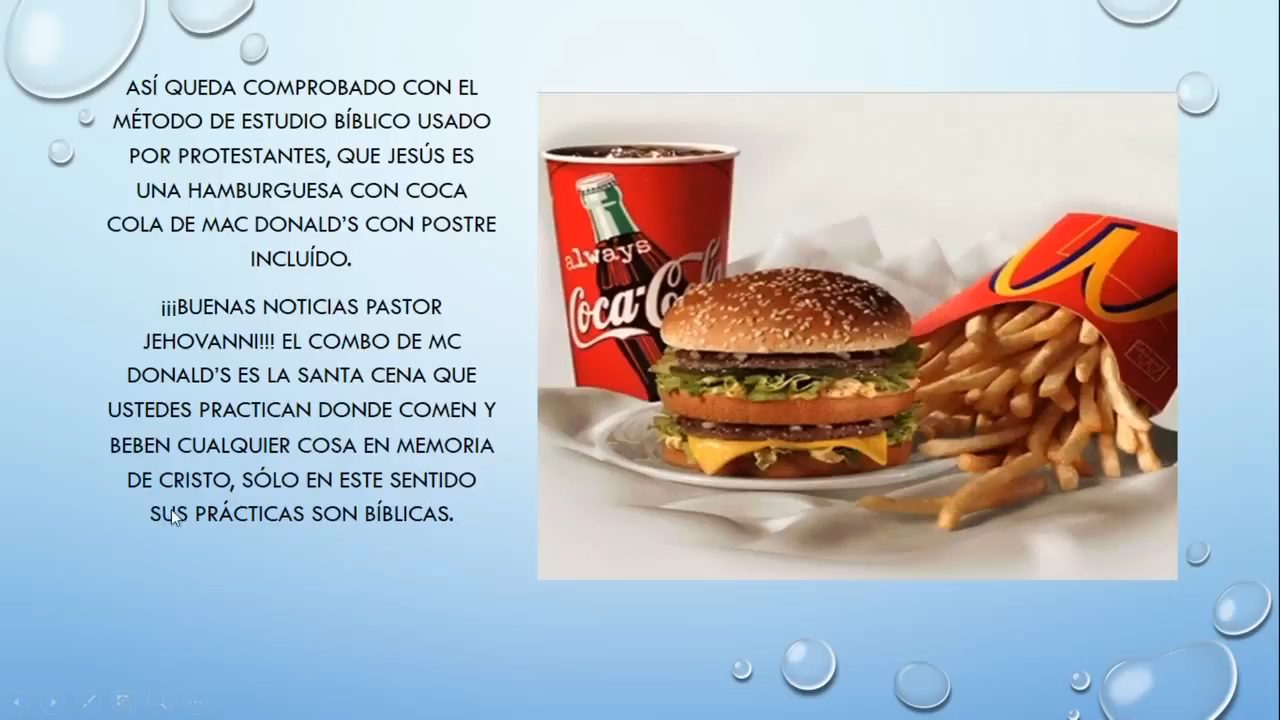 ASÍ QUEDA COMPROBADO CON EL
MÉTODO DE ESTUDIO BÍBLICO USADO
POR PROTESTANTES, QUE JESÚS ES
UNA HAMBURGUESA CON COCA
COLA DE MAC DONALD'S CON POSTRE
INCLUÍDO.
¡¡¡BUENAS NOTICIAS PASTOR
JEHOVANNI!!! EL COMBO DE MC
DONALD'S ES LA SANTA CENA QUE
USTEDES PRACTICAN DONDE COMEN Y
BEBEN CUALQUIER COSA EN MEMORIA
DE CRISTO, SÓLO EN ESTE SENTIDO
SUS PRÁCTICAS SON BÍBLICAS.
always
Coca-Co